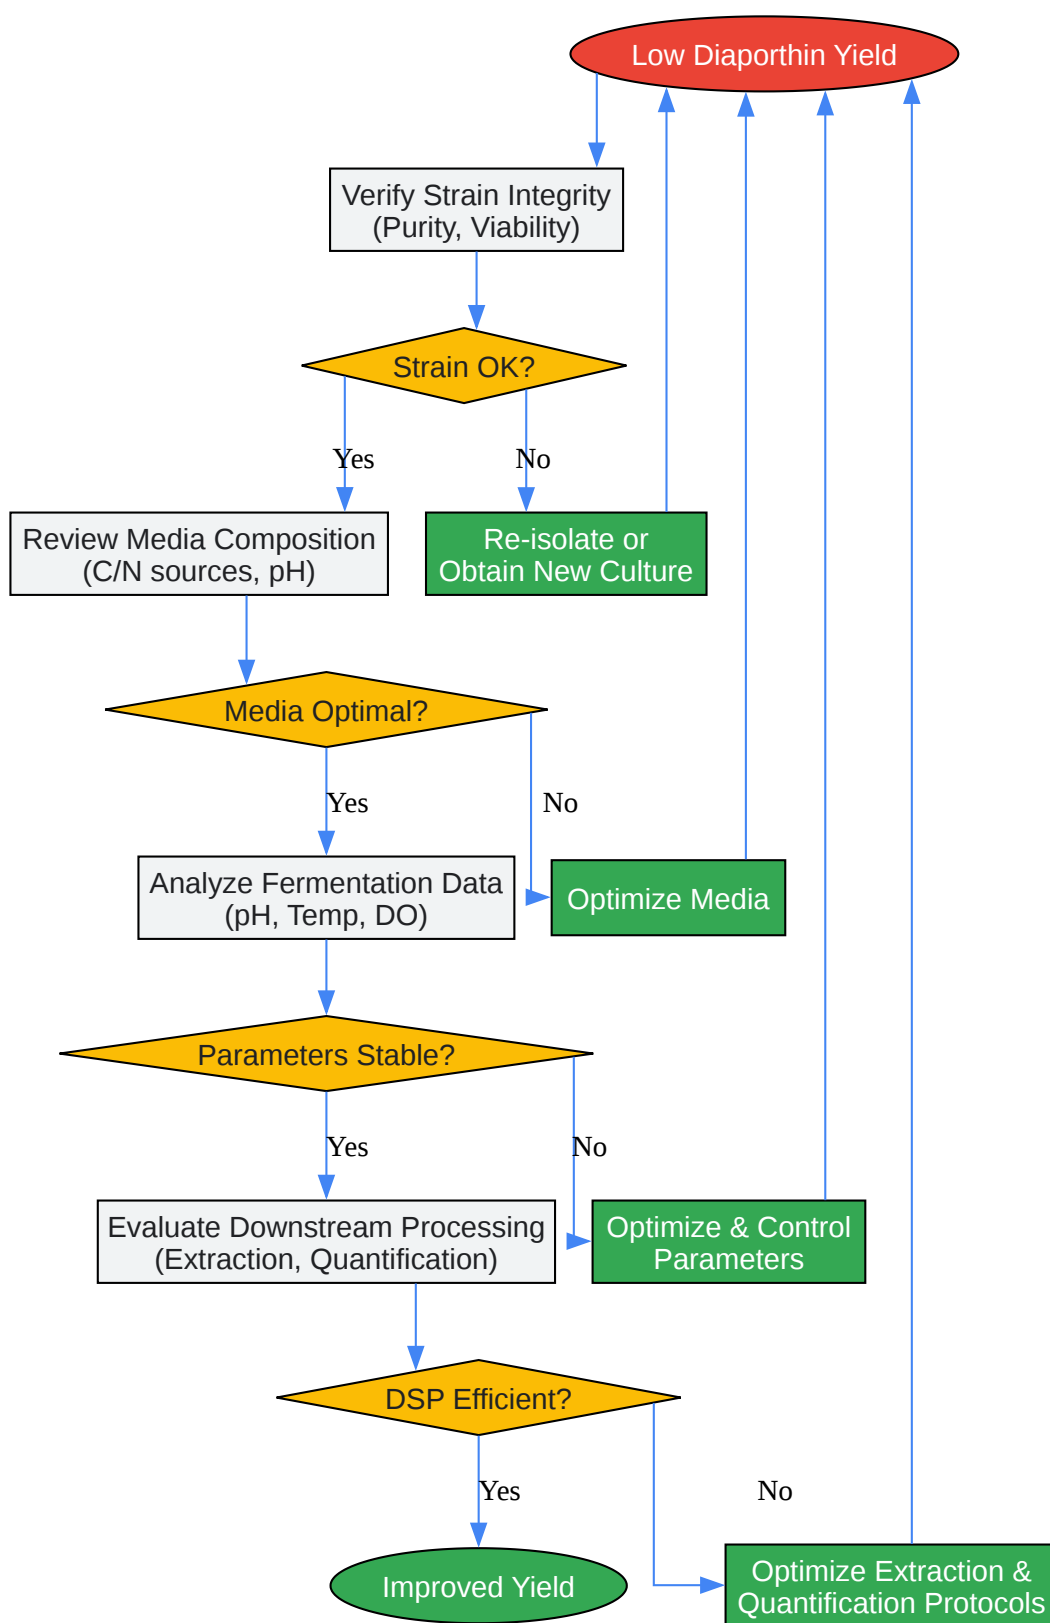 Low Diaporthin Yield
Verify Strain Integrity
(Purity, Viability)
Strain OK?
Yes
No
Review Media Composition
(C/N sources, pH)
Re-isolate or
Obtain New Culture
Media Optimal?
Yes
No
Analyze Fermentation Data
(pH, Temp, DO)
Optimize Media
Parameters Stable?
Yes
No
Evaluate Downstream Processing
(Extraction, Quantification)
Optimize & Control
Parameters
DSP Efficient?
Yes
No
Improved Yield
Optimize Extraction &
Quantification Protocols